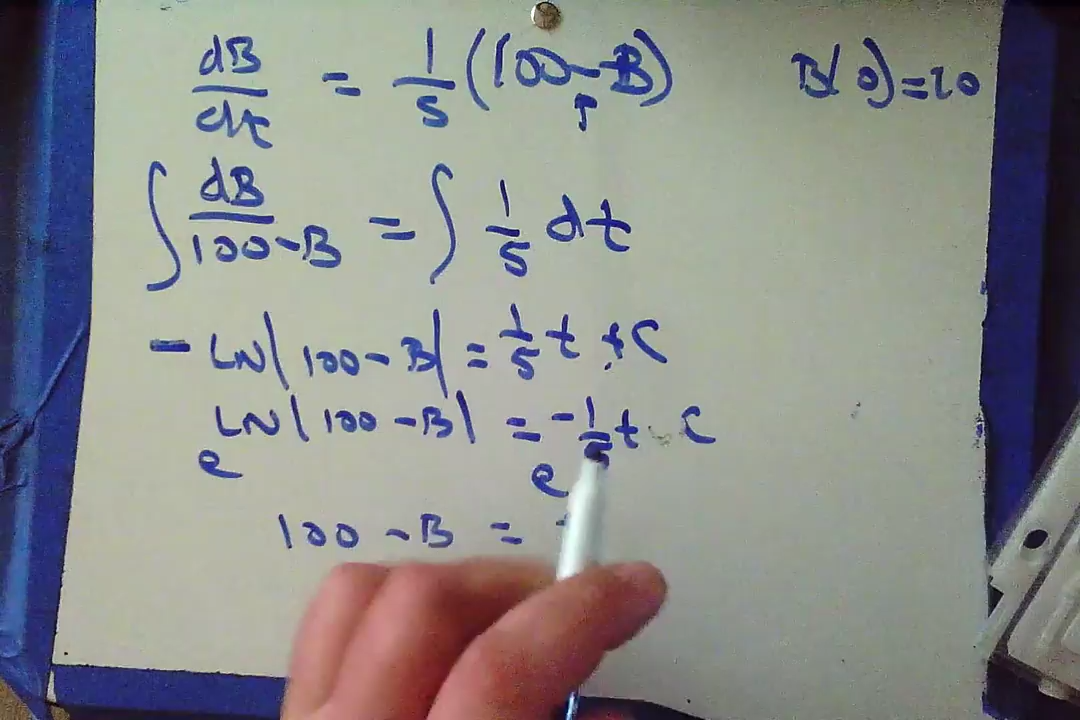 dB/dt = 1/5 (100 - B) B(0) = 20
∫ dB/(100 - B) = ∫ 1/5 dt
- LN|100 - B| = 1/5 t + C
e^LN|100 - B| = e^-1/5 t - C
100 - B =